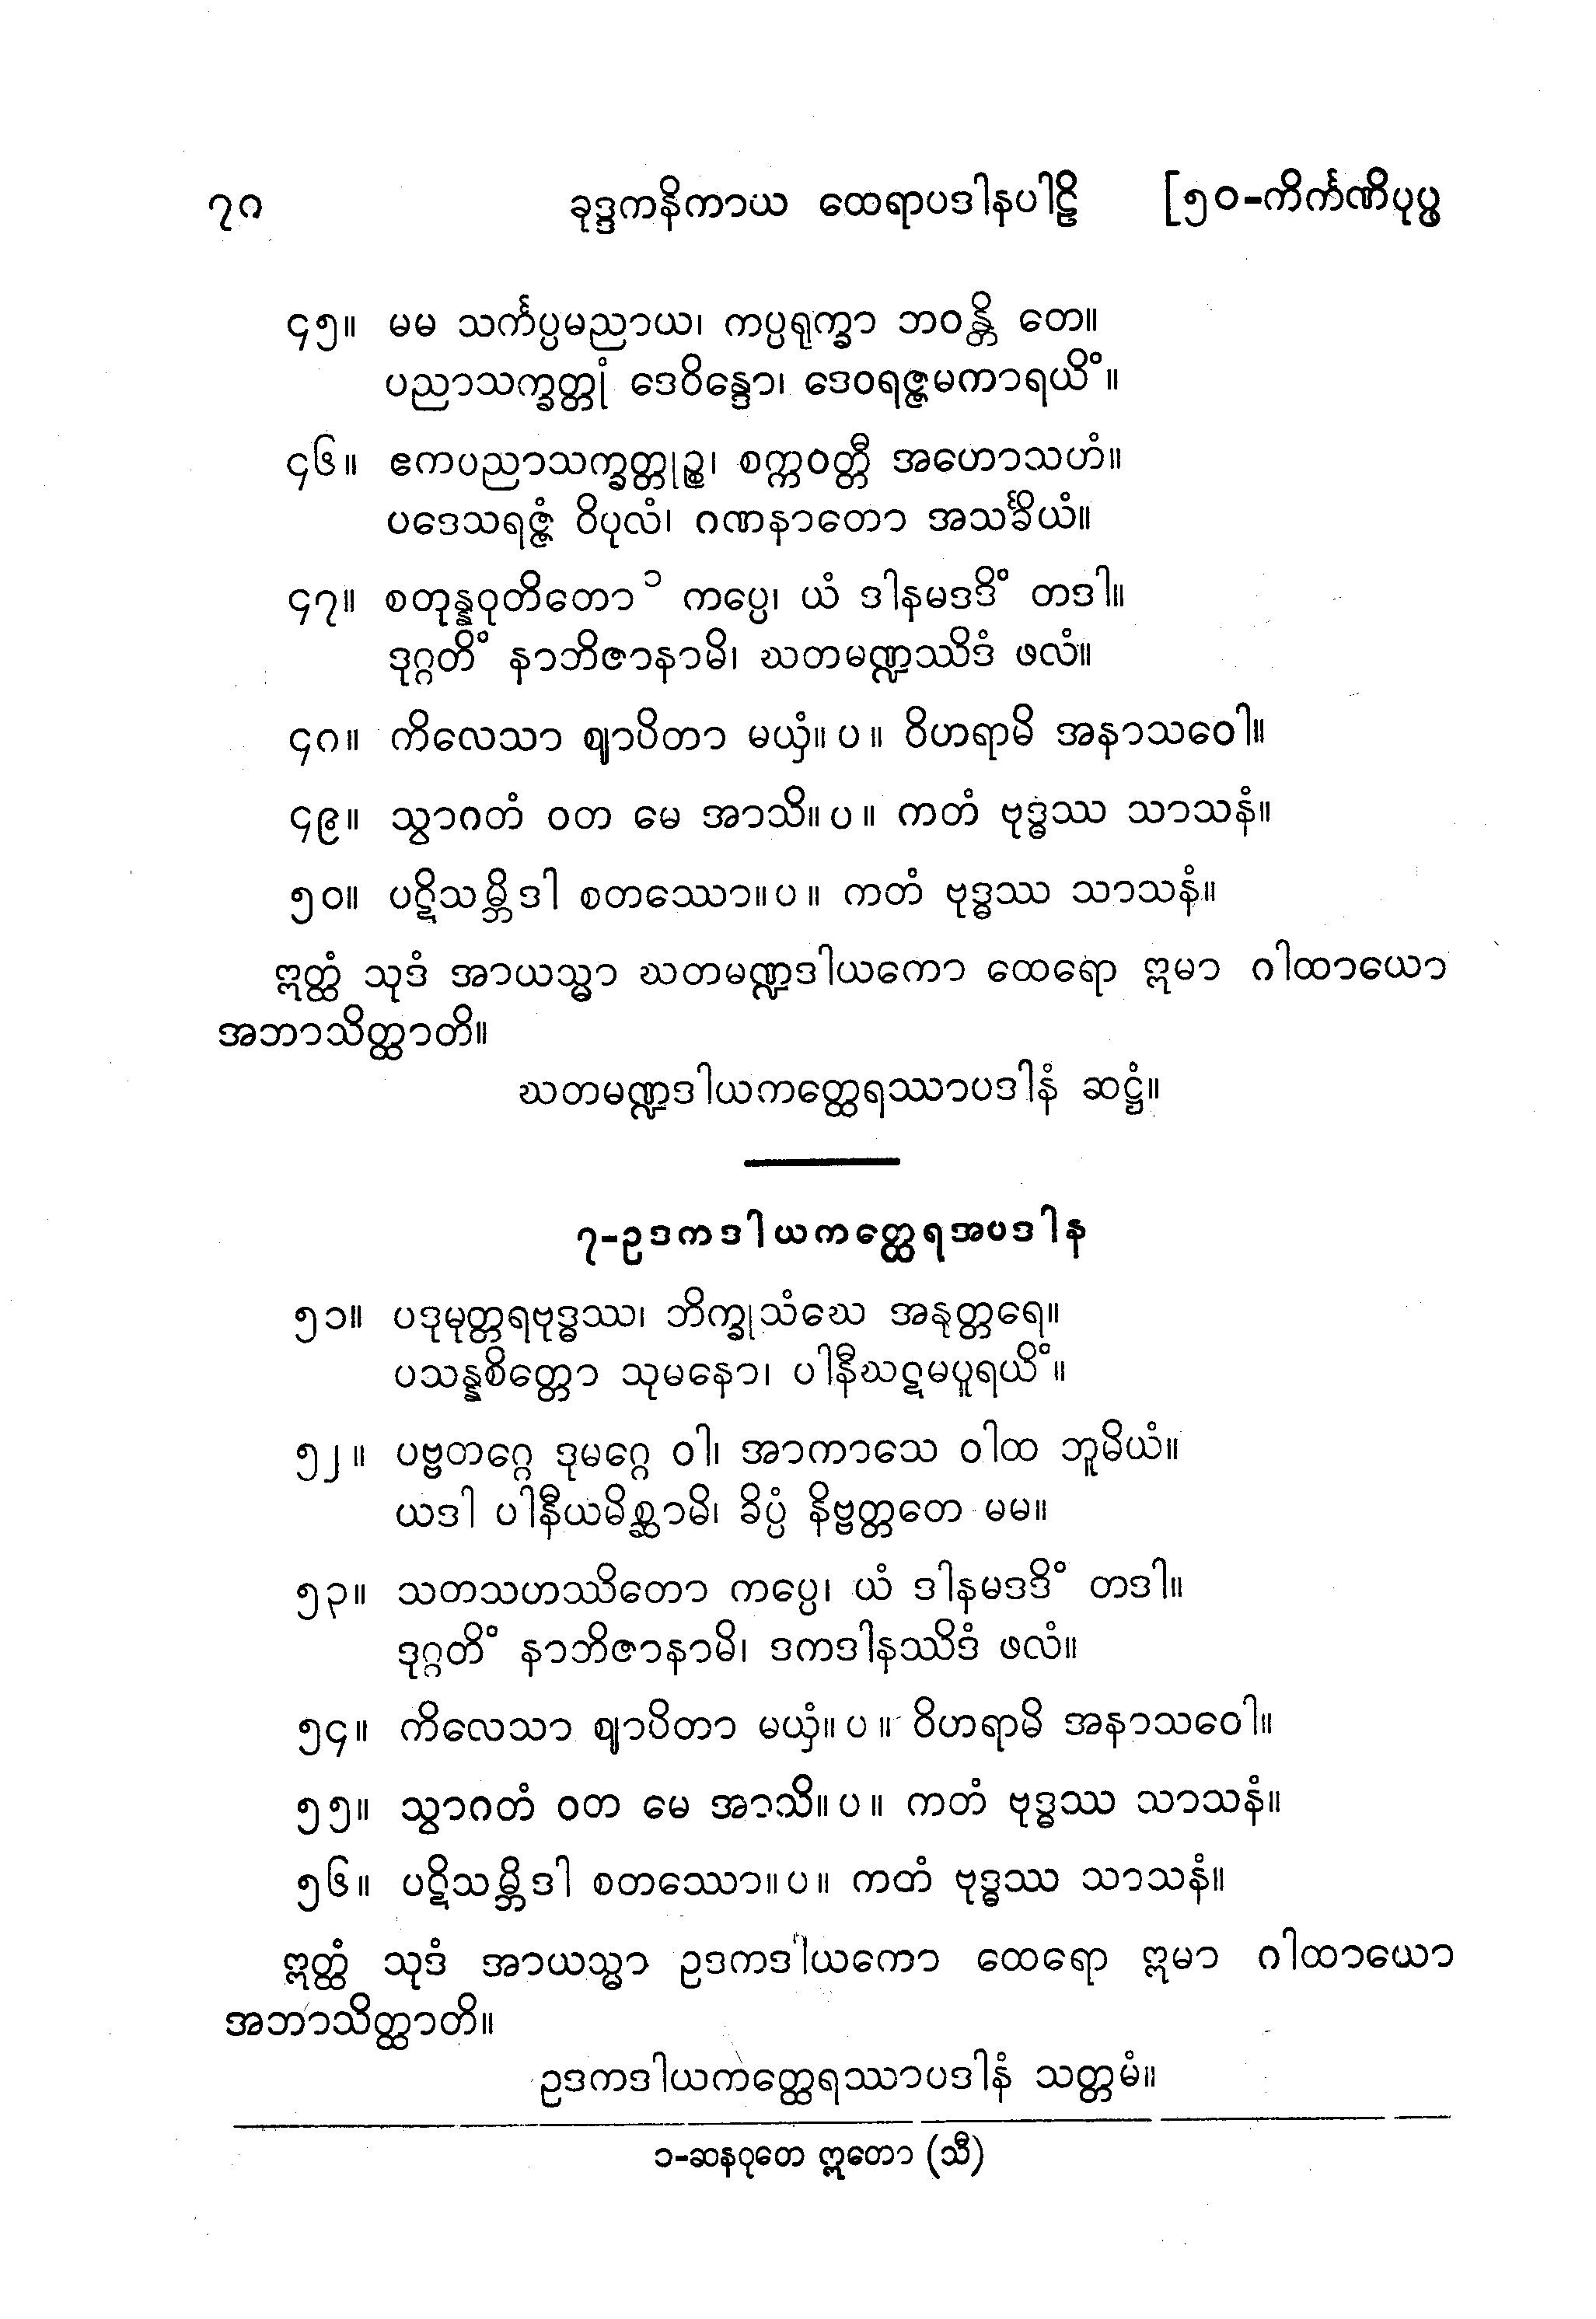 ၇၈ ခုဒ္ဒကနိကာယ ထေရာပဒါနပါဠိ [၅၀-ကိင်္ကဏိပုပ္ဖ
၄၅။ မမ သင်္ကပ္ပမညာယ၊ ကပ္ပရုက္ခာ ဘဝန္တိ တေ။
ပညာသက္ခတ္တုံ ဒေဝိန္ဒော၊ ဒေဝရဇ္ဇမကာရယိံ။
၄၆။ ဧကပညာသက္ခတ္တုဉ္စ၊ စက္ကဝတ္တီ အဟောသဟံ။
ပဒေသရဇ္ဇံ ဝိပုလံ၊ ဂဏနာတော အသင်္ခိယံ။
၄၇။ စတုန္နဝုတိတော ၁ ကပ္ပေ၊ ယံ ဒါနမဒဒိံ တဒါ။
ဒုဂ္ဂတိံ နာဘိဇာနာမိ၊ ဃတမဏ္ဍဿိဒံ ဖလံ။
၄၈။ ကိလေသာ ဈာပိတာ မယှံ။ ပ ။ ဝိဟရာမိ အနာသဝေါ။
၄၉။ သွာဂတံ ဝတ မေ အာသိ။ ပ ။ ကတံ ဗုဒ္ဓဿ သာသနံ။
၅၀။ ပဋိသမ္ဘိဒါ စတဿော။ ပ ။ ကတံ ဗုဒ္ဓဿ သာသနံ။
ဣတ္ထံ သုဒံ အာယသ္မာ ဃတမဏ္ဍဒါယကော ထေရော ဣမာ ဂါထာယော
အဘာသိတ္ထာတိ။
ဃတမဏ္ဍဒါယကတ္ထေရဿာပဒါနံ ဆဋ္ဌံ။
၇-ဥဒကဒါယကတ္ထေရအပဒါန
၅၁။ ပဒုမုတ္တရဗုဒ္ဓဿ၊ ဘိက္ခုသံဃေ အနုတ္တရေ။
ပသန္နစိတ္တော သုမနော၊ ပါနီဃဋမပူရယိံ။
၅၂။ ပဗ္ဗတဂ္ဂေ ဒုမဂ္ဂေ ဝါ၊ အာကာသေ ဝါထ ဘူမိယံ။
ယဒါ ပါနီယမိစ္ဆာမိ၊ ခိပ္ပံ နိဗ္ဗတ္တတေ မမ။
၅၃။ သတသဟဿိတော ကပ္ပေ၊ ယံ ဒါနမဒဒိံ တဒါ။
ဒုဂ္ဂတိံ နာဘိဇာနာမိ၊ ဒကဒါနဿိဒံ ဖလံ။
၅၄။ ကိလေသာ ဈာပိတာ မယှံ။ ပ ။ ဝိဟရာမိ အနာသဝေါ။
၅၅။ သွာဂတံ ဝတ မေ အာသိ။ ပ ။ ကတံ ဗုဒ္ဓဿ သာသနံ။
၅၆။ ပဋိသမ္ဘိဒါ စတဿော။ ပ ။ ကတံ ဗုဒ္ဓဿ သာသနံ။
ဣတ္ထံ သုဒံ အာယသ္မာ ဥဒကဒါယကော ထေရော ဣမာ ဂါထာယော
အဘာသိတ္ထာတိ။
ဥဒကဒါယကတ္ထေရဿာပဒါနံ သတ္တမံ။
၁-ဆနဝုတေ ဣတော (သီ)